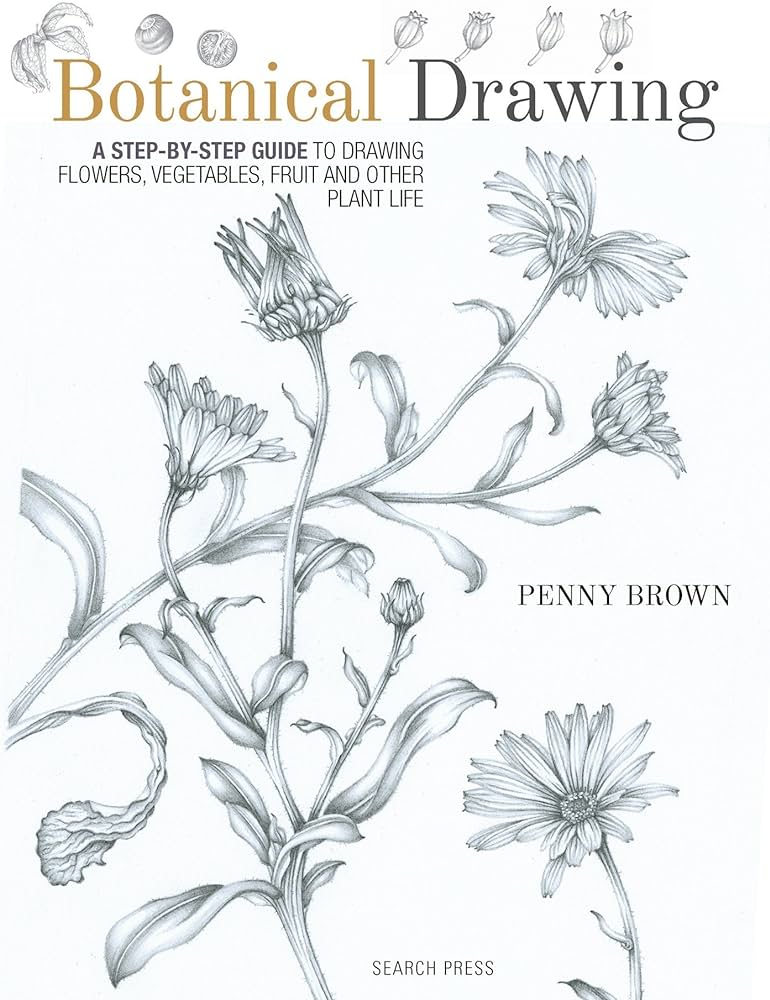 Botanical Drawing
A STEP-BY-STEP GUIDE TO DRAWING
FLOWERS, VEGETABLES, FRUIT AND OTHER
PLANT LIFE
PENNY BROWN
SEARCH PRESS